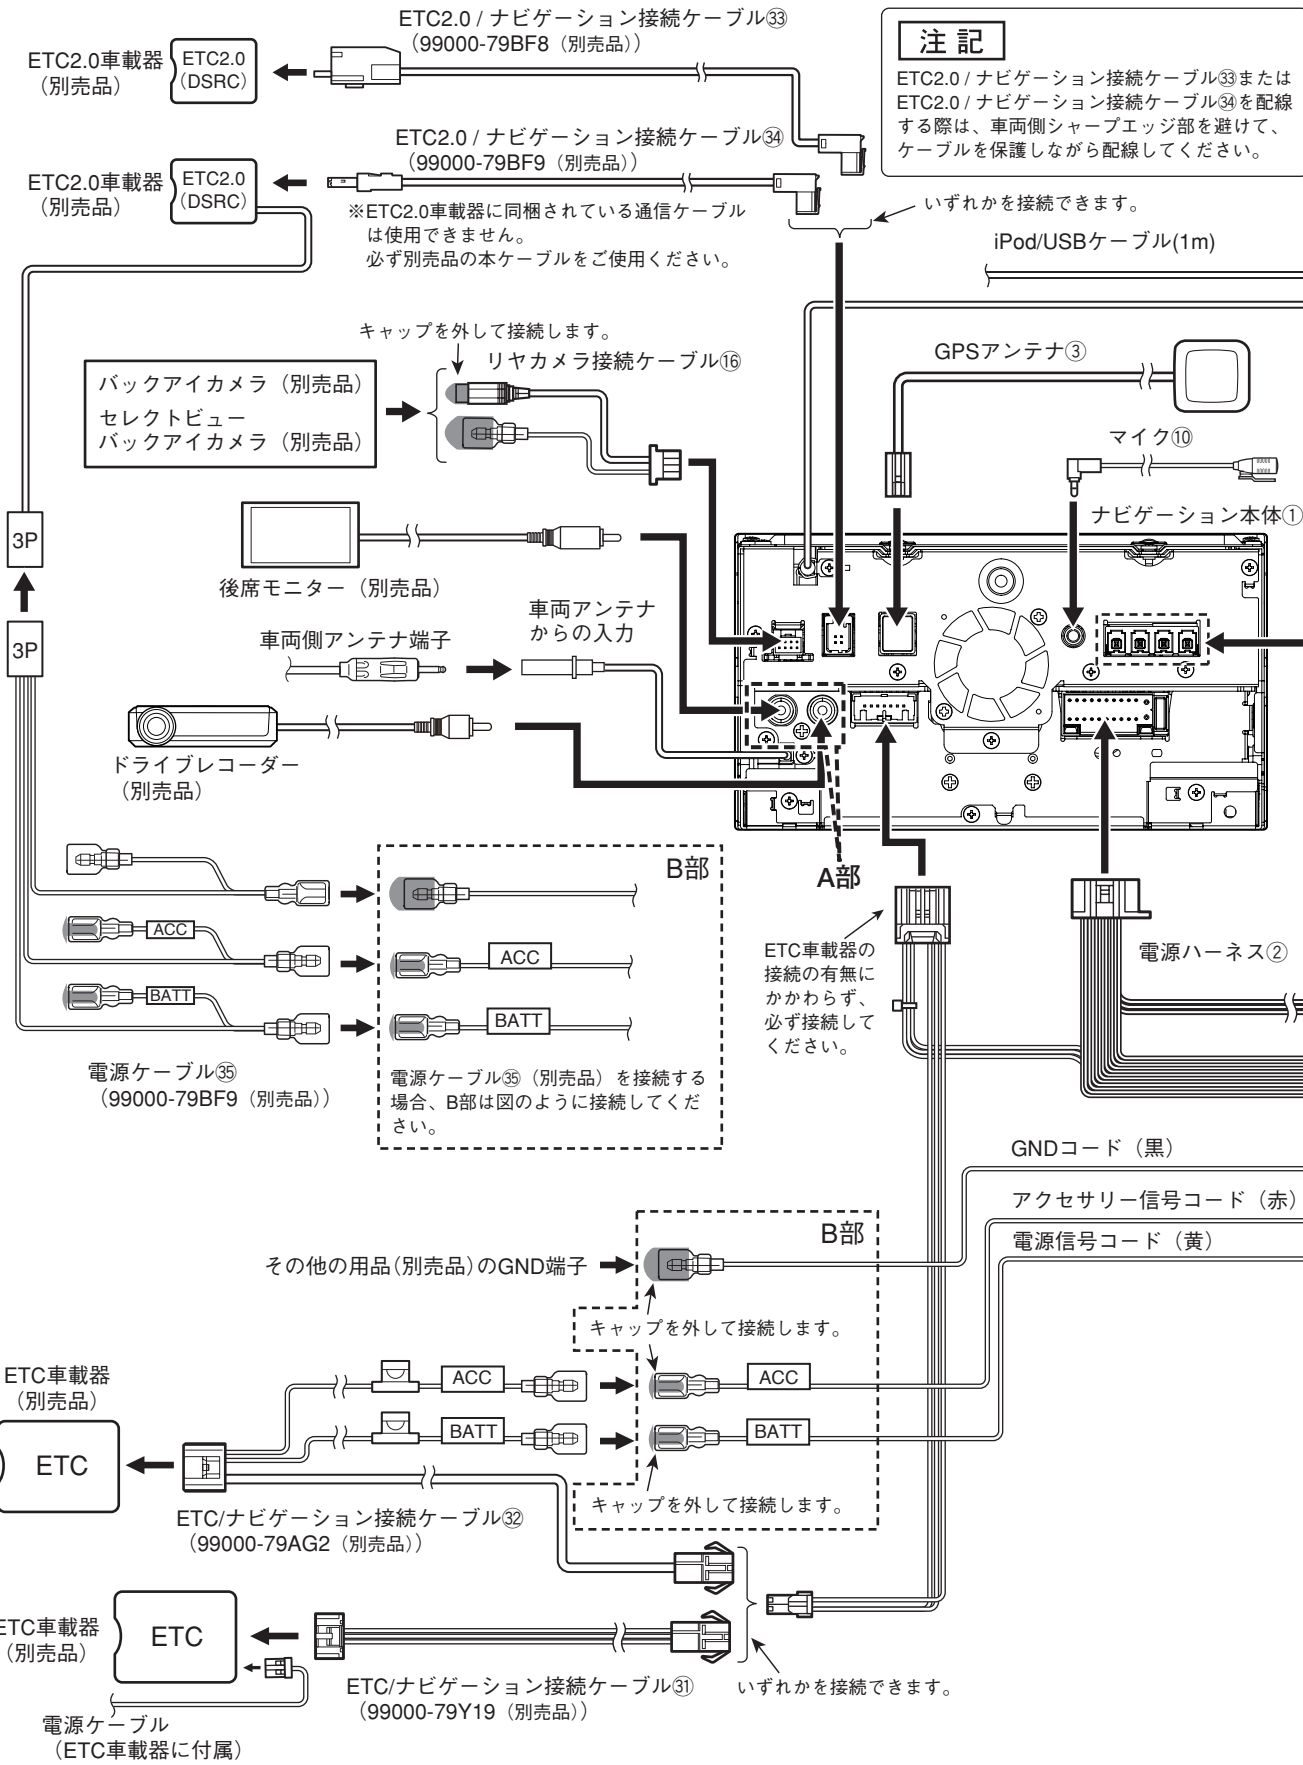 ETC2.0 / ナビゲーション接続ケーブル㉝
（99000-79BF8（別売品））
ETC2.0車載器
（別売品）
ETC2.0
（DSRC）
注 記
ETC2.0 / ナビゲーション接続ケーブル㉝または
ETC2.0 / ナビゲーション接続ケーブル㉞を配線
する際は、車両側シャープエッジ部を避けて、
ケーブルを保護しながら配線してください。
ETC2.0 / ナビゲーション接続ケーブル㉞
（99000-79BF9（別売品））
ETC2.0車載器
（別売品）
ETC2.0
（DSRC）
※ETC2.0車載器に同梱されている通信ケーブル
は使用できません。
必ず別売品の本ケーブルをご使用ください。
いずれかを接続できます。
iPod/USBケーブル(1m)
キャップを外して接続します。
リヤカメラ接続ケーブル⑯
GPSアンテナ③
バックアイカメラ（別売品）
セレクトビュー
バックアイカメラ（別売品）
マイク⑩
ナビゲーション本体①
3P
後席モニター（別売品）
車両アンテナ
からの入力
3P
車両側アンテナ端子
ドライブレコーダー
（別売品）
B部
A部
ACC
ACC
BATT
BATT
ETC車載器の
接続の有無に
かかわらず、
必ず接続して
ください。
電源ハーネス②
電源ケーブル㉟
（99000-79BF9（別売品））
電源ケーブル㉟（別売品）を接続する
場合、B部は図のように接続してくだ
さい。
GNDコード（黒）
アクセサリー信号コード（赤）
電源信号コード（黄）
B部
その他の用品(別売品)のGND端子
キャップを外して接続します。
ETC車載器
（別売品）
ACC
ACC
BATT
BATT
ETC
キャップを外して接続します。
ETC/ナビゲーション接続ケーブル㉜
（99000-79AG2（別売品））
ETC車載器
（別売品）
ETC
ETC/ナビゲーション接続ケーブル㉛
（99000-79Y19（別売品））
いずれかを接続できます。
電源ケーブル
（ETC車載器に付属）